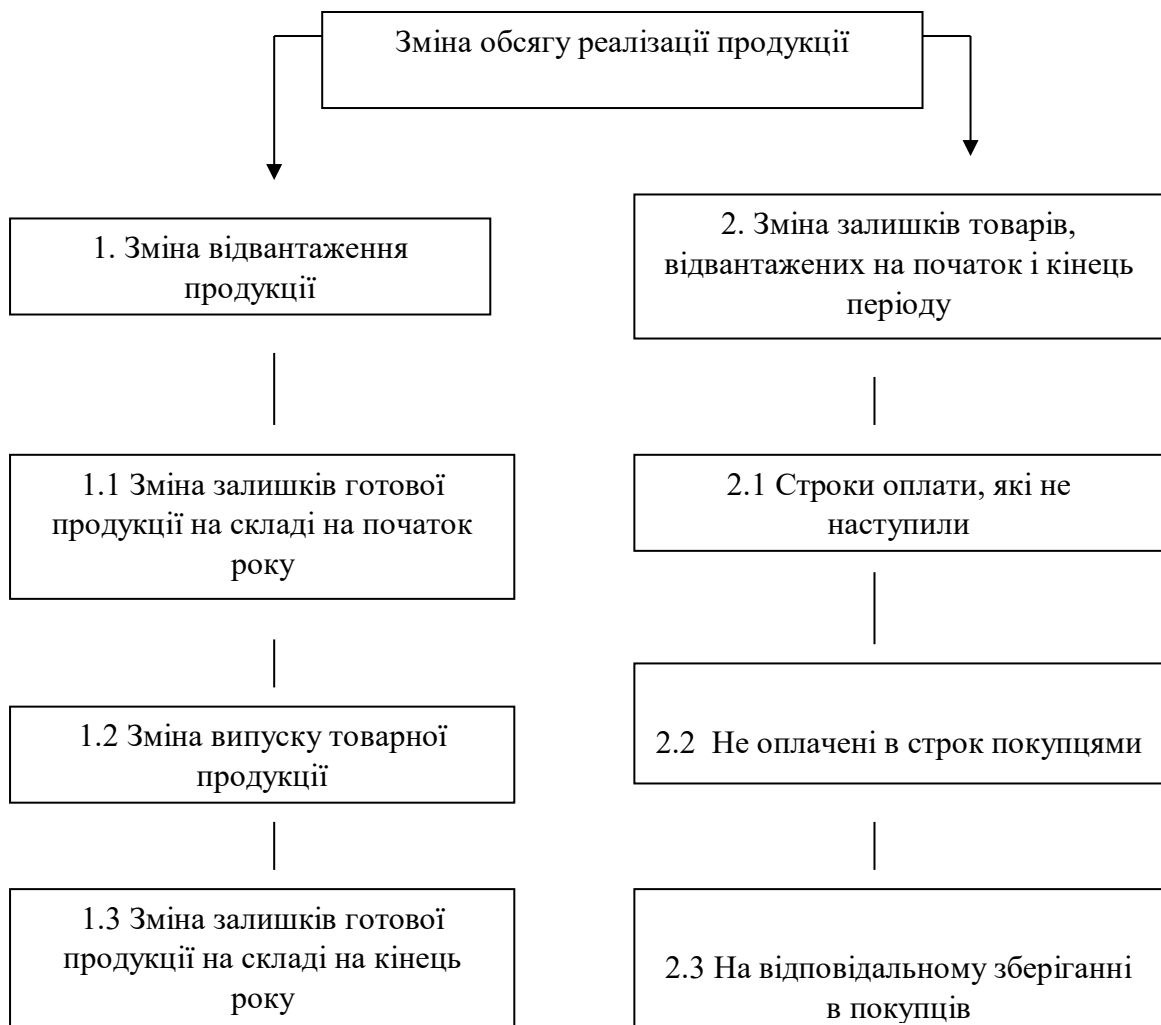 Зміна обсягу реалізації продукції
1. Зміна відвантаження
продукції
2. Зміна залишків товарів,
відвантажених на початок і кінець
періоду
1.1 Зміна залишків готової
продукції на складі на початок
року
2.1 Строки оплати, які не
наступили
1.2 Зміна випуску товарної
продукції
2.2 Не оплачені в строк покупцями
1.3 Зміна залишків готової
продукції на складі на кінець
року
2.3 На відповідальному зберіганні
в покупців